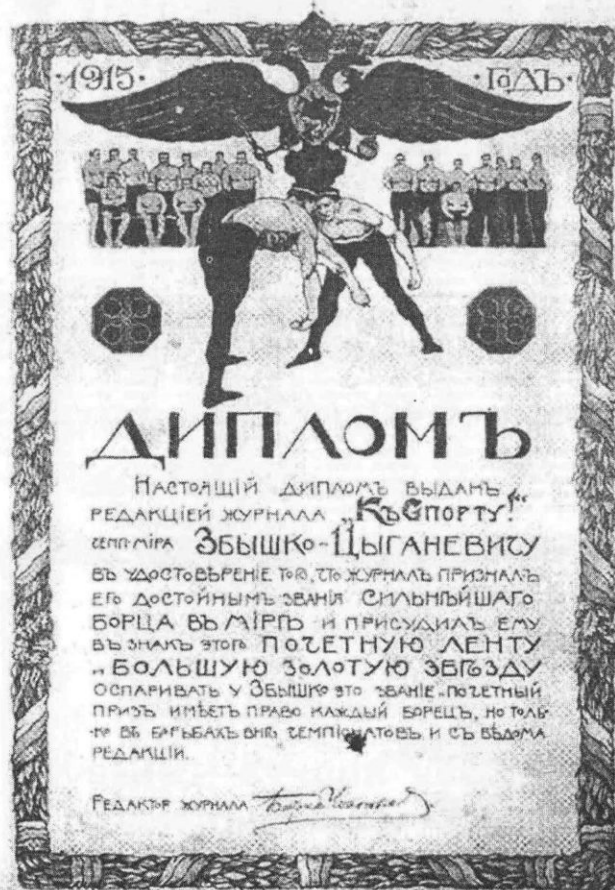 1915 · ГОДЪ
ДИПЛОМЪ
НАСТОЯЩІЙ ДИПЛОМЪ ВЫДАНЪ
РЕДАКЦІЕЙ ЖУРНАЛА „КЪ СПОРТУ!“
ЧЕМП. МІРА ЗБЫШКО-ЦЫГАНЕВИЧУ
ВЪ УДОСТОВѢРЕНІЕ ТОГО, ЧТО ЖУРНАЛЪ ПРИЗНАЛЪ
ЕГО ДОСТОЙНЫМЪ ЗВАНІЯ СИЛЬНѢЙШАГО
БОРЦА ВЪ МІРѢ И ПРИСУДИЛЪ ЕМУ
ВЪ ЗНАКЪ ЭТОГО ПОЧЕТНУЮ ЛЕНТУ
„БОЛЬШУЮ ЗОЛОТУЮ ЗВѢЗДУ
ОСПАРИВАТЬ У ЗБЫШКО ЭТО ЗВАНІЕ И ПОЧЕТНЫЙ
ПРИЗЪ ИМѢЕТЪ ПРАВО КАЖДЫЙ БОРЕЦЪ, НО ТОЛЬ-
КО ВЪ БОРЬБАХЪ ВНѢ ЧЕМПІОНАТОВЪ, И СЪ ВѢДОМА
РЕДАКЦІИ.
РЕДАКТОР ЖУРНАЛА